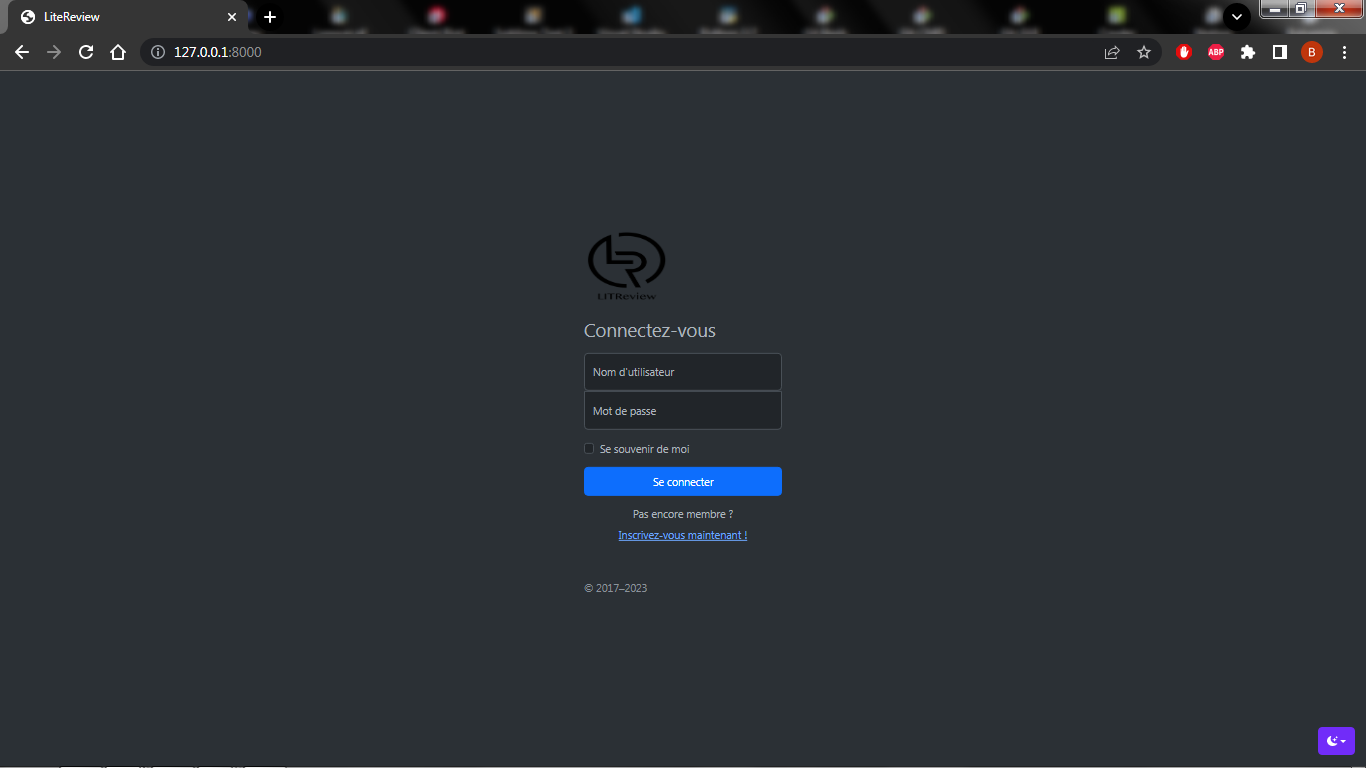 LiteReview
127.0.0.1:8000
ABP
B
LITReview
Connectez-vous
Nom d'utilisateur
Mot de passe
Se souvenir de moi
Se connecter
Pas encore membre ?
Inscrivez-vous maintenant !
© 2017–2023